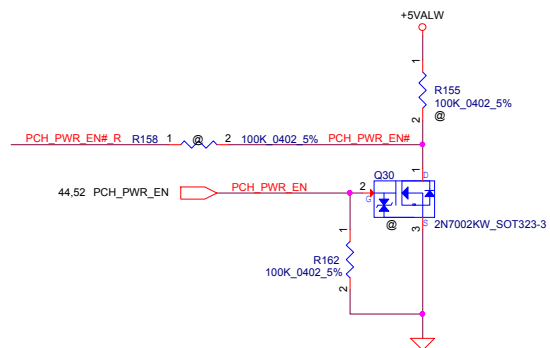 +5VALW
1
R155
100K_0402_5%
2
@
PCH_PWR_EN#_R R158 1 @ 2 100K_0402_5% PCH_PWR_EN#
1 D
Q30
44,52 PCH_PWR_EN PCH_PWR_EN 2
G
@
S
2N7002KW_SOT323-3
3
1
R162
100K_0402_5%
2